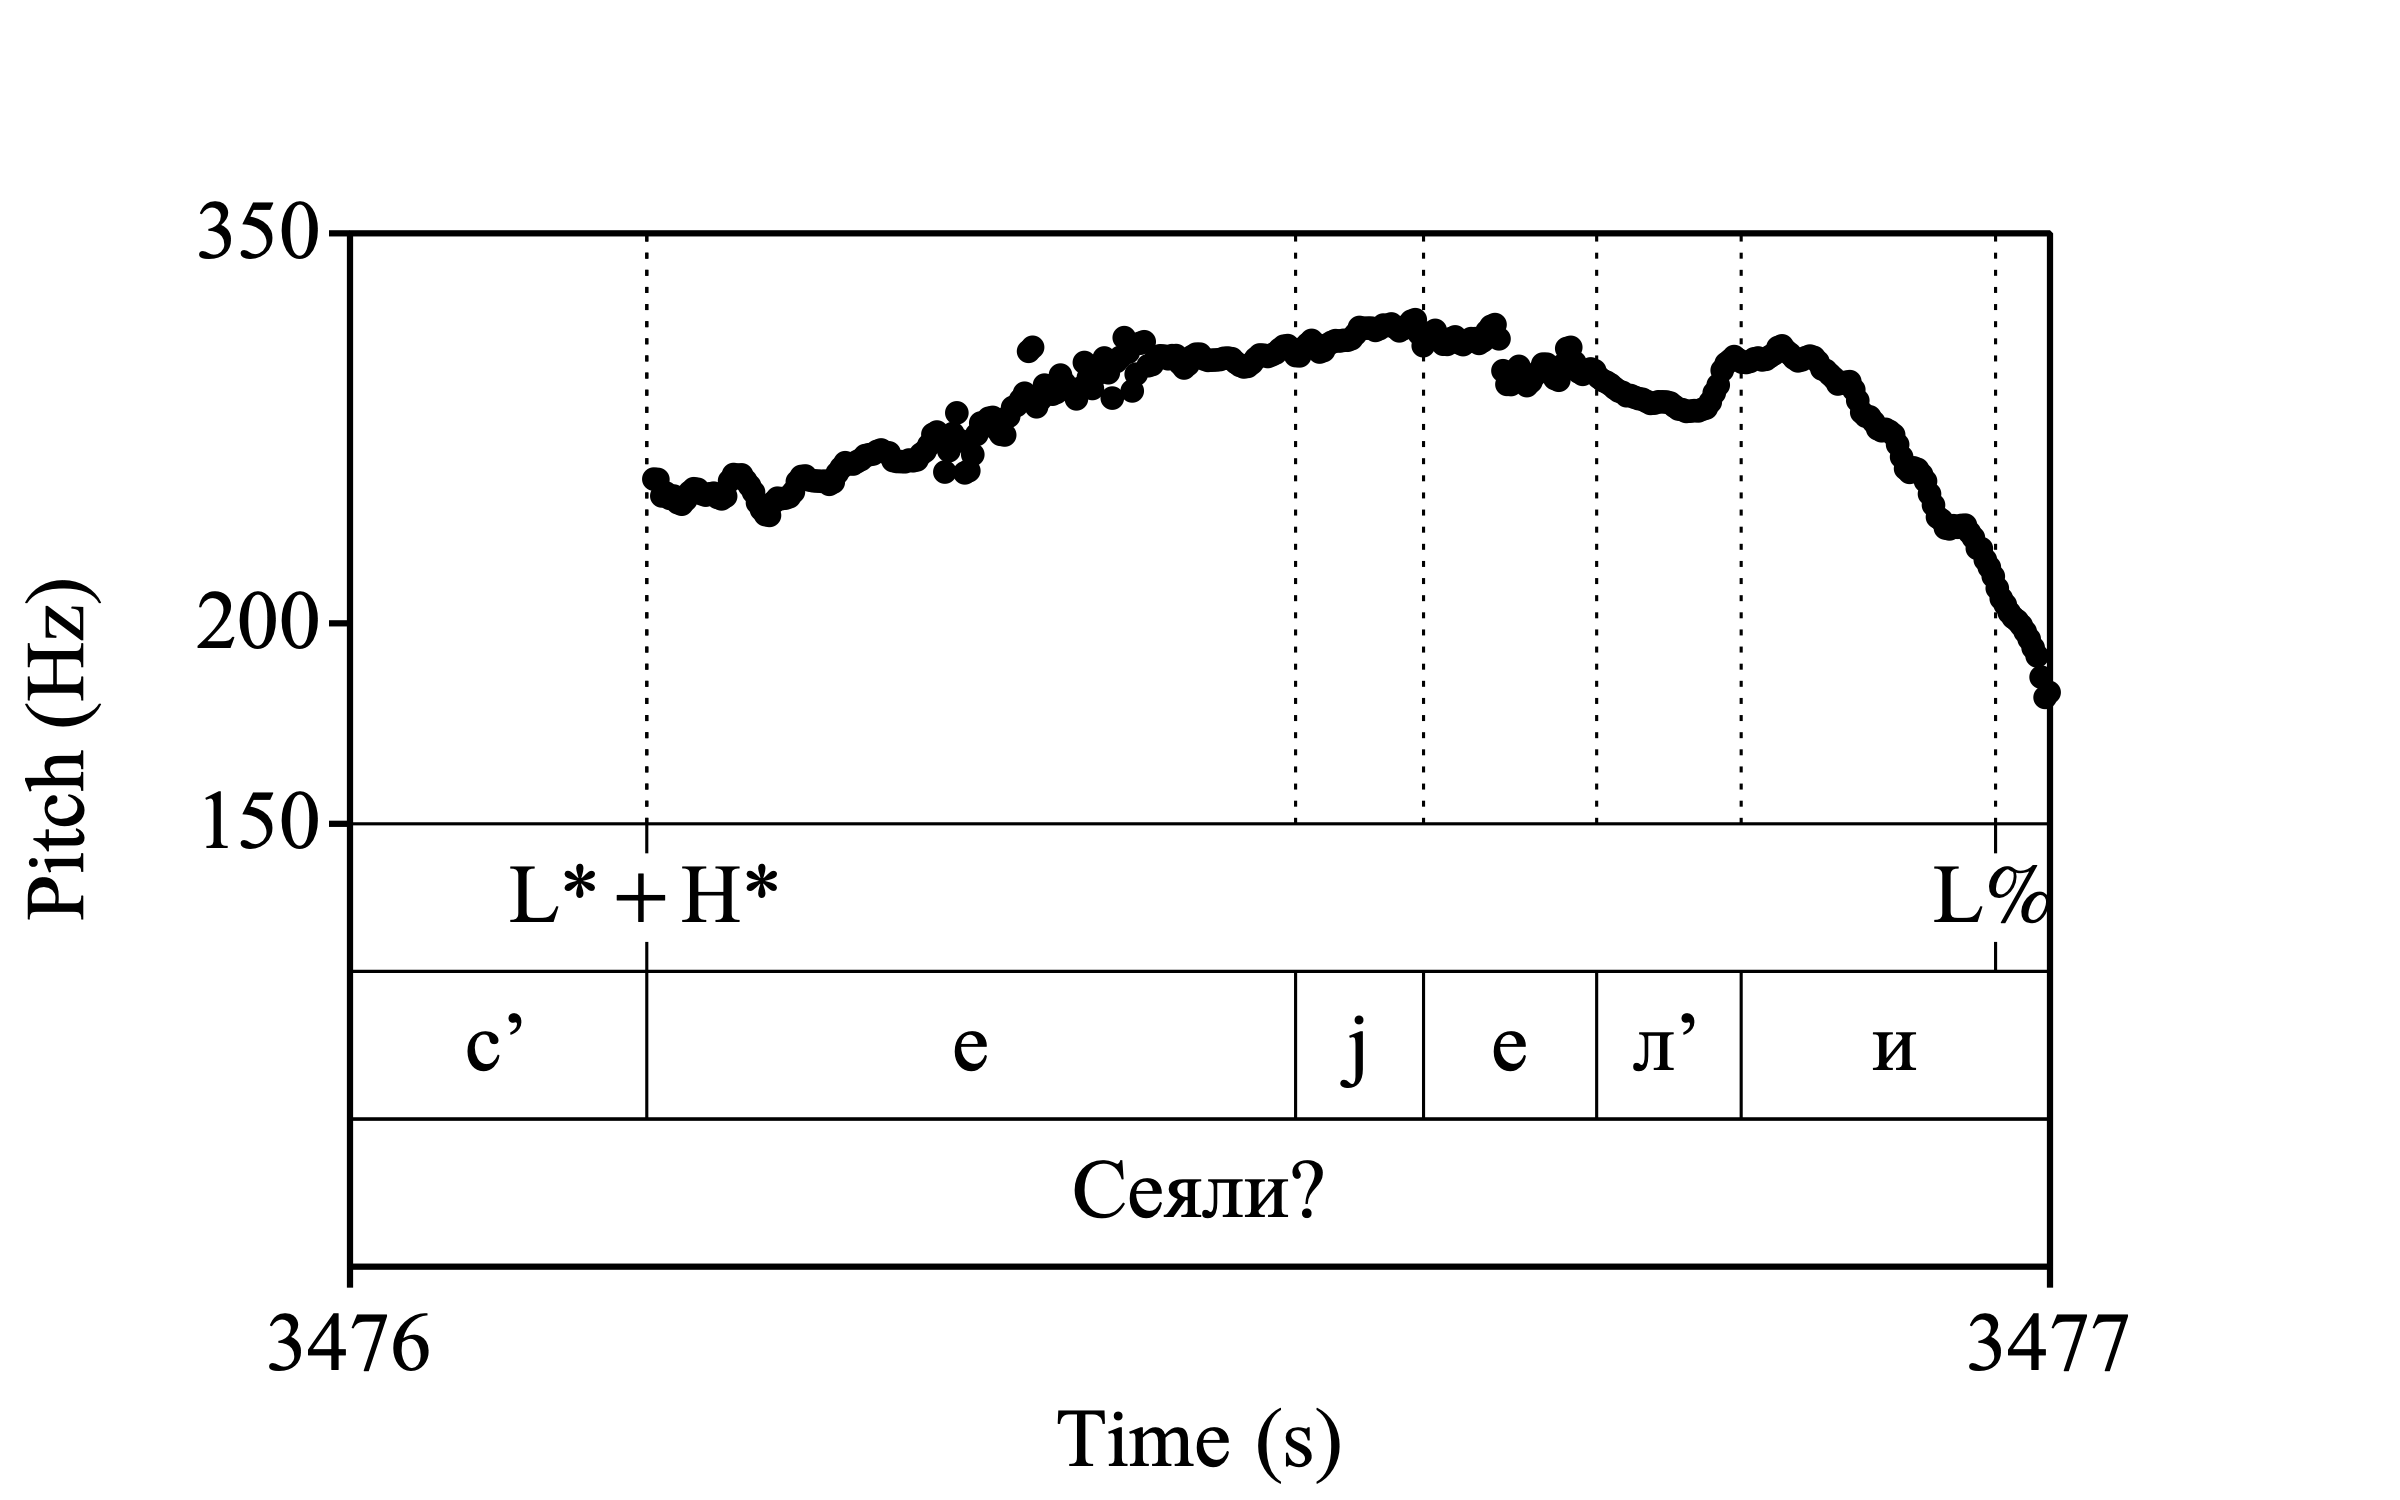 350
200
150
Pitch (Hz)
L*+H* L%
с’ е j е л’ и
Сеяли?
3476 3477
Time (s)